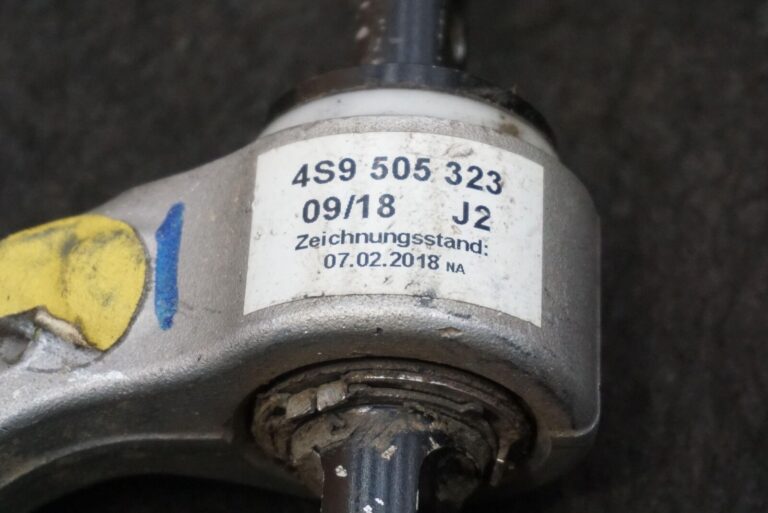 4S9 505 323
09/18 J2
Zeichnungsstand:
07.02.2018 NA